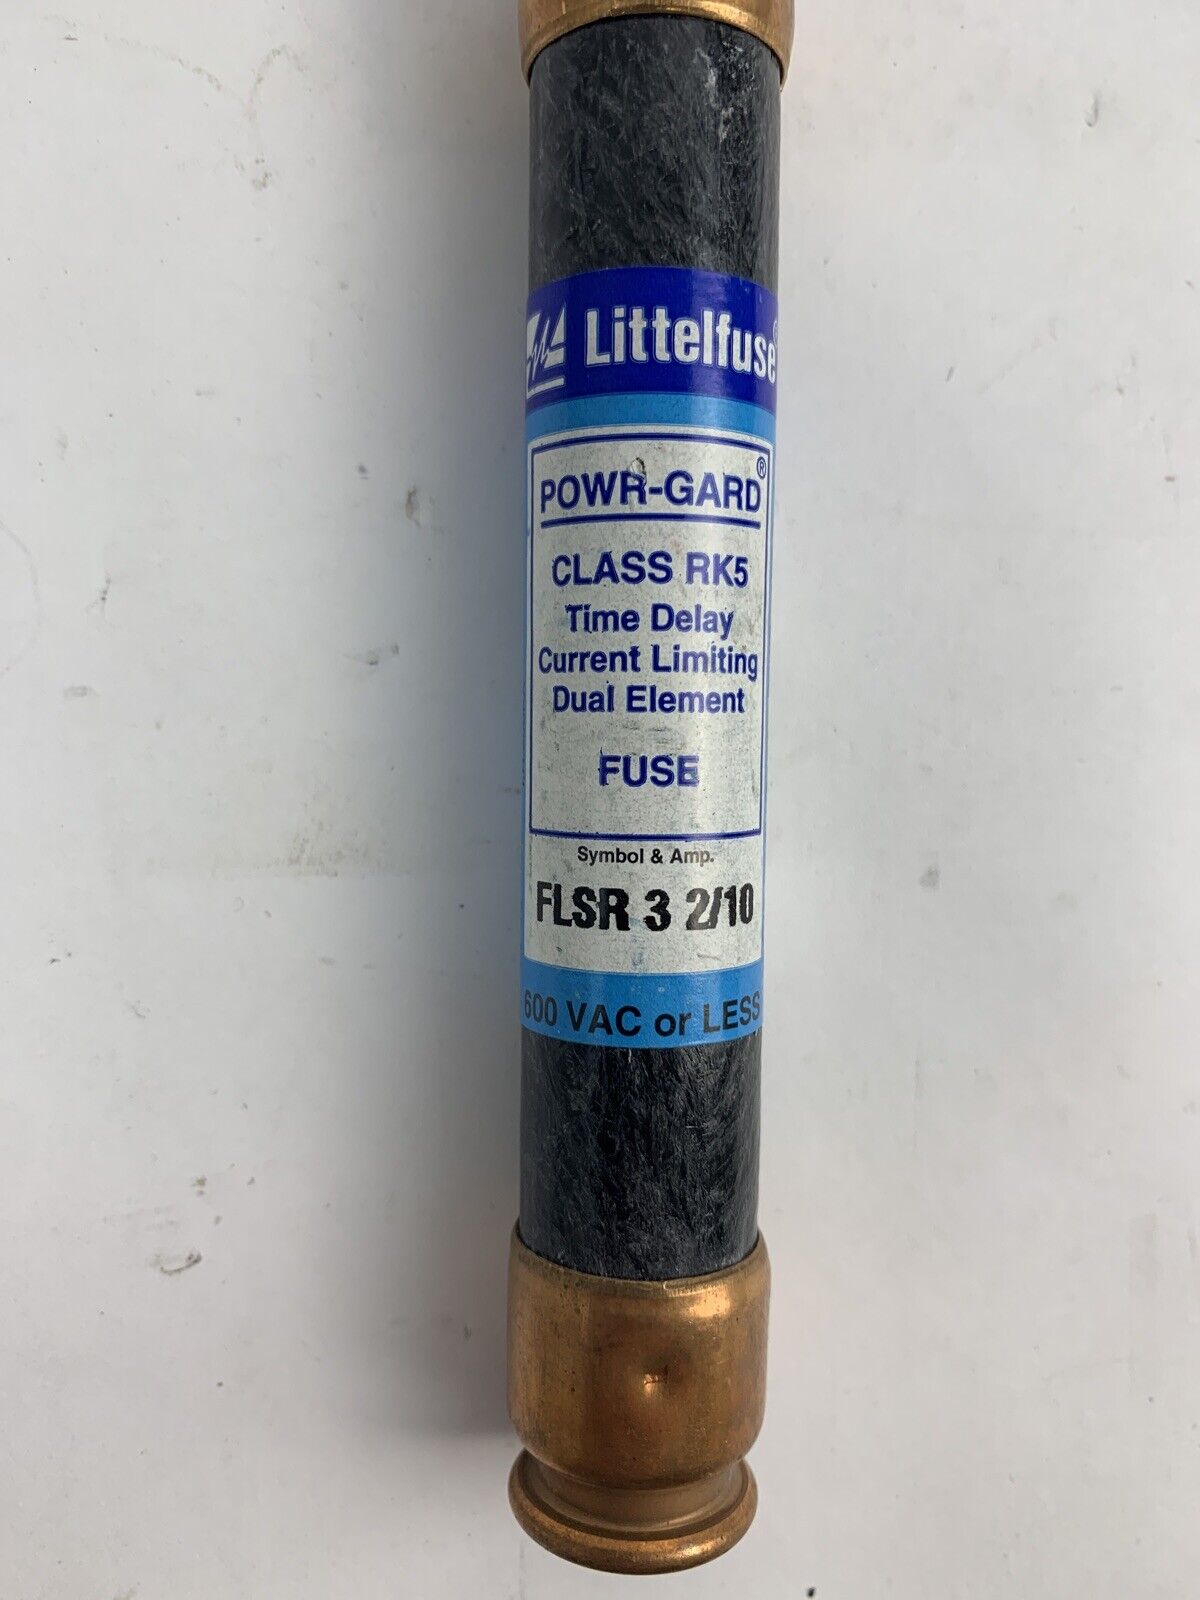 Littelfuse®
POWR-GARD®
CLASS RK5
Time Delay
Current Limiting
Dual Element
FUSE
Symbol & Amp.
FLSR 3 2/10
600 VAC or LESS